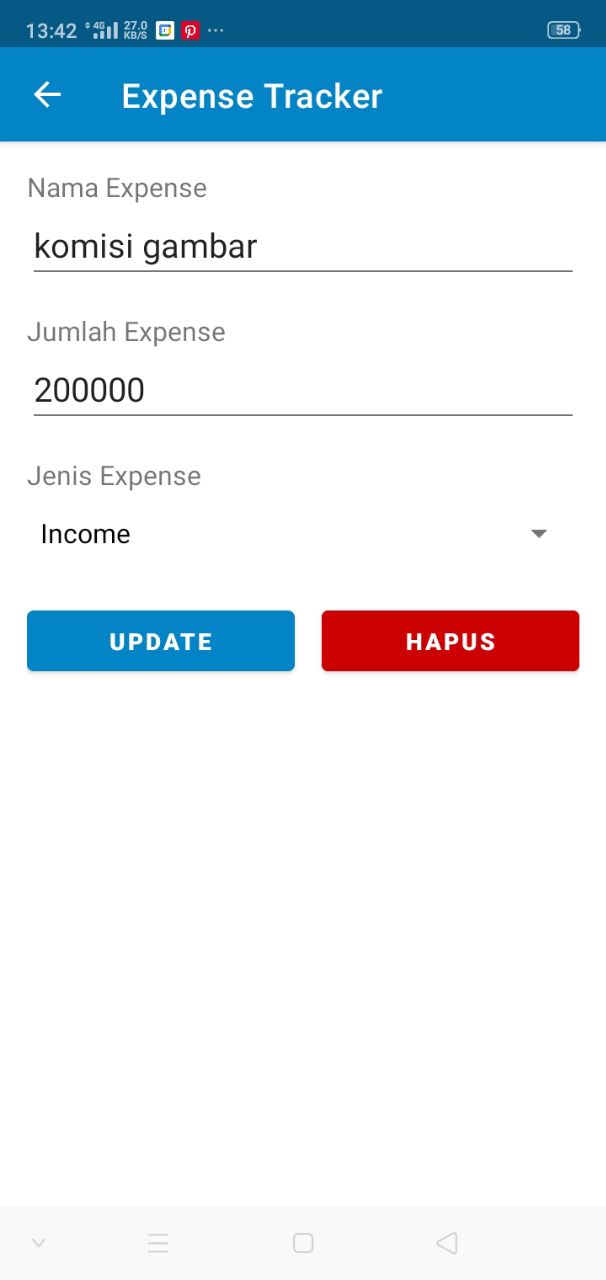 13:42 4G 27.0 KB/S 58
Expense Tracker
Nama Expense
komisi gambar
Jumlah Expense
200000
Jenis Expense
Income
UPDATE HAPUS